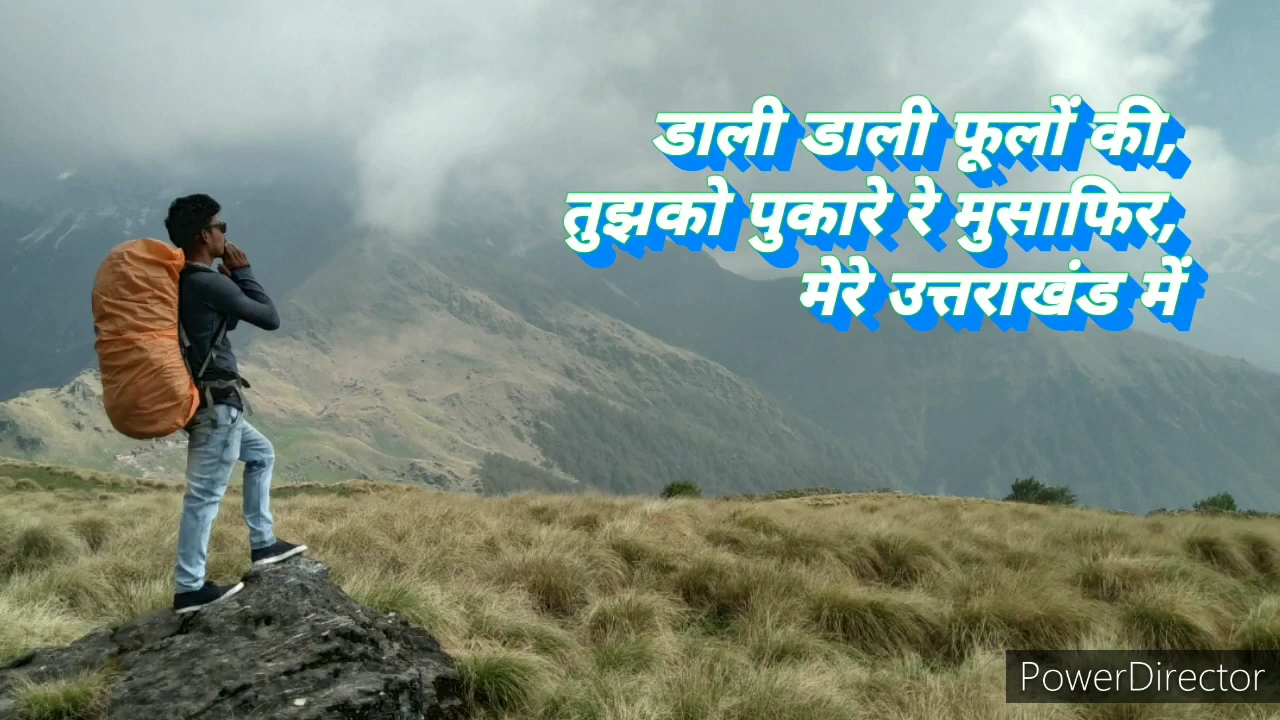 डाली डाली फूलों की,
तुझको पुकारे रे मुसाफिर,
मेरे उत्तराखंड में
PowerDirector